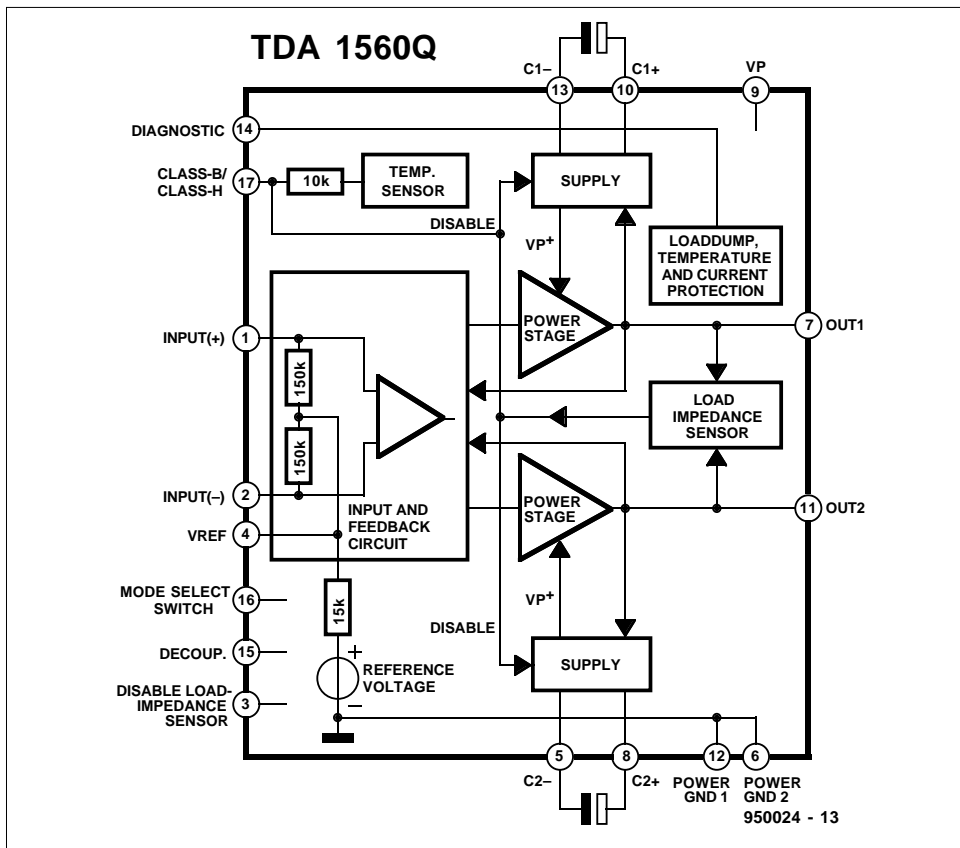 TDA 1560Q
C1–
C1+
VP
13
10
9
DIAGNOSTIC
14
CLASS-B/
CLASS-H
17
10k
TEMP.
SENSOR
SUPPLY
DISABLE
VP+
LOADDUMP,
TEMPERATURE
AND CURRENT
PROTECTION
INPUT(+)
1
150k
150k
POWER
STAGE
7
OUT1
LOAD
IMPEDANCE
SENSOR
INPUT(–)
2
INPUT AND
FEEDBACK
CIRCUIT
POWER
STAGE
11
OUT2
VREF
4
MODE SELECT
SWITCH
16
15k
VP+
DISABLE
DECOUP.
15
+
REFERENCE
VOLTAGE
–
SUPPLY
DISABLE LOAD-
IMPEDANCE
SENSOR
3
5
8
12
6
C2–
C2+
POWER
GND 1
POWER
GND 2
950024 - 13